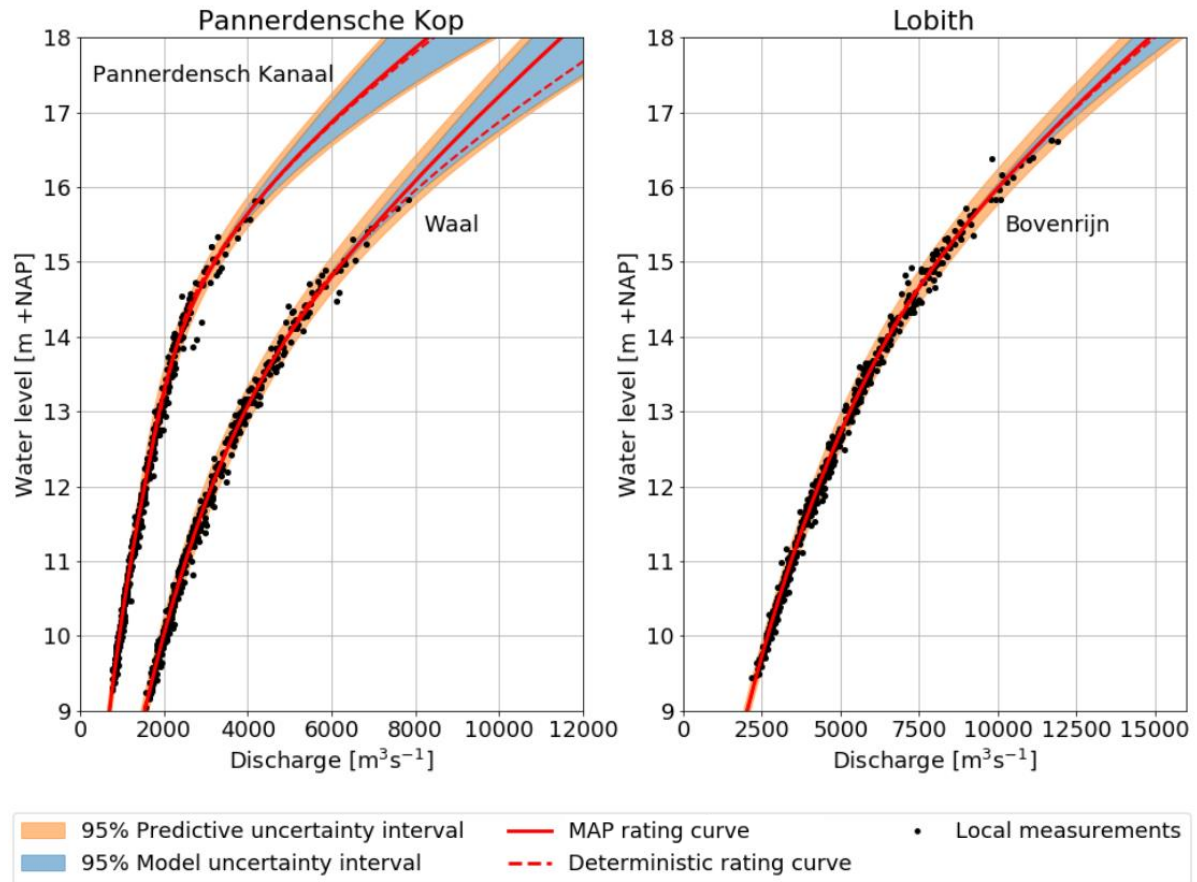 Pannerdensche Kop
18
17
16
15
14
13
12
11
10
9
Water level [m +NAP]
Pannerdensch Kanaal
Waal
0 2000 4000 6000 8000 10000 12000
Discharge [m³s⁻¹]
Lobith
18
17
16
15
14
13
12
11
10
9
Water level [m +NAP]
Bovenrijn
0 2500 5000 7500 10000 12500 15000
Discharge [m³s⁻¹]
95% Predictive uncertainty interval
95% Model uncertainty interval
MAP rating curve
Deterministic rating curve
Local measurements